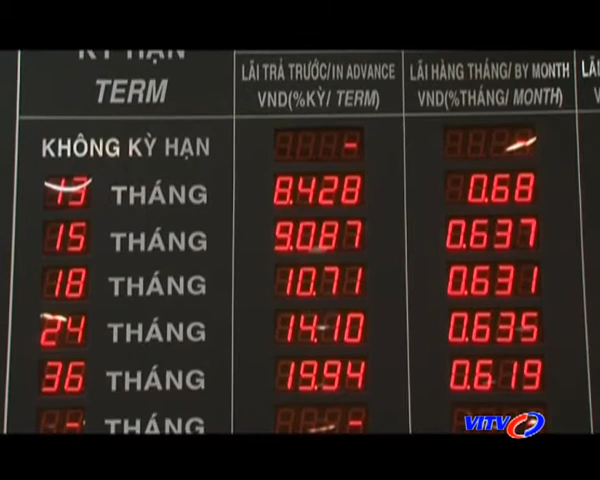 KỲ HẠN LÃI TRẢ TRƯỚC/IN ADVANCE LÃI HÀNG THÁNG/ BY MONTH LÃI
TERM VND(%KỲ/ TERM) VND(%THÁNG/ MONTH) V
KHÔNG KỲ HẠN - -
13 THÁNG 8.428 0.68
15 THÁNG 9.087 0.637
18 THÁNG 10.71 0.631
24 THÁNG 14.10 0.635
36 THÁNG 19.94 0.619
- THÁNG -
VITV